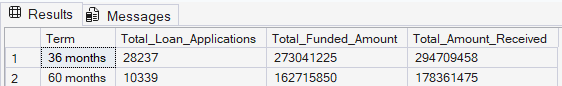 Results Messages
Term Total_Loan_Applications Total_Funded_Amount Total_Amount_Received
1 36 months 28237 273041225 294709458
2 60 months 10339 162715850 178361475